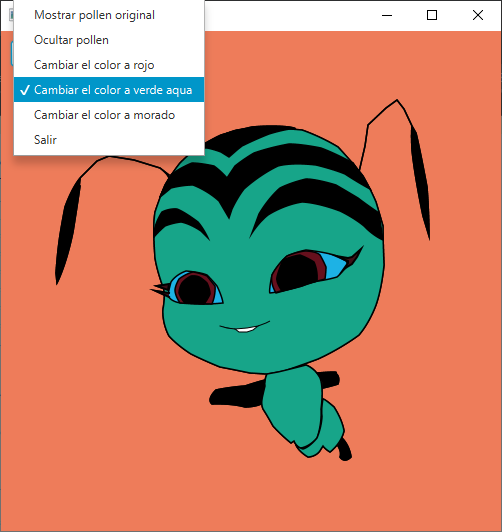 Mostrar pollen original
Ocultar pollen
Cambiar el color a rojo
Cambiar el color a verde aqua
Cambiar el color a morado
Salir